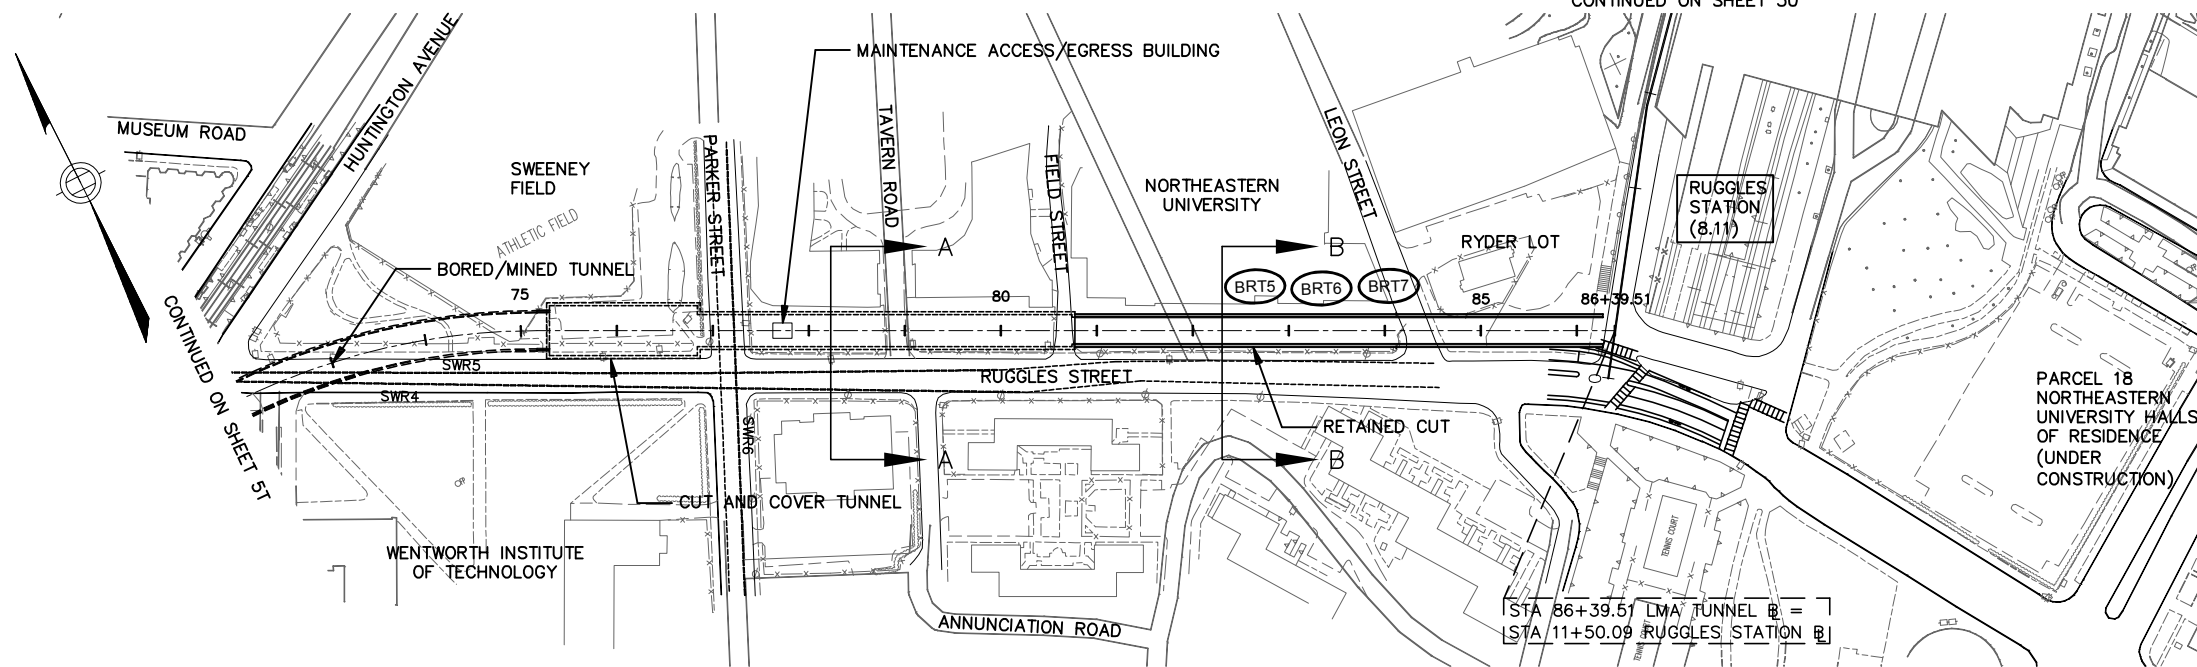 CONTINUED ON SHEET 50
MAINTENANCE ACCESS/EGRESS BUILDING
HUNTINGTON AVENUE
MUSEUM ROAD
SWEENEY
FIELD
ATHLETIC FIELD
PARKER STREET
TAVERN ROAD
FIELD STREET
NORTHEASTERN
UNIVERSITY
LEON STREET
RUGGLES
STATION
(8.11)
RYDER LOT
A
B
BORED/MINED TUNNEL
BRT5
BRT6
BRT7
75
80
85
86+39.51
CONTINUED ON SHEET 5T
SWR5
RUGGLES STREET
SWR4
SWR6
PARCEL 18
NORTHEASTERN
UNIVERSITY HALLS
OF RESIDENCE
(UNDER
CONSTRUCTION)
RETAINED CUT
A
B
CUT AND COVER TUNNEL
WENTWORTH INSTITUTE
OF TECHNOLOGY
TENNIS COURT
TENNIS COURT
ANNUNCIATION ROAD
STA 86+39.51 LMA TUNNEL B =
STA 11+50.09 RUGGLES STATION B